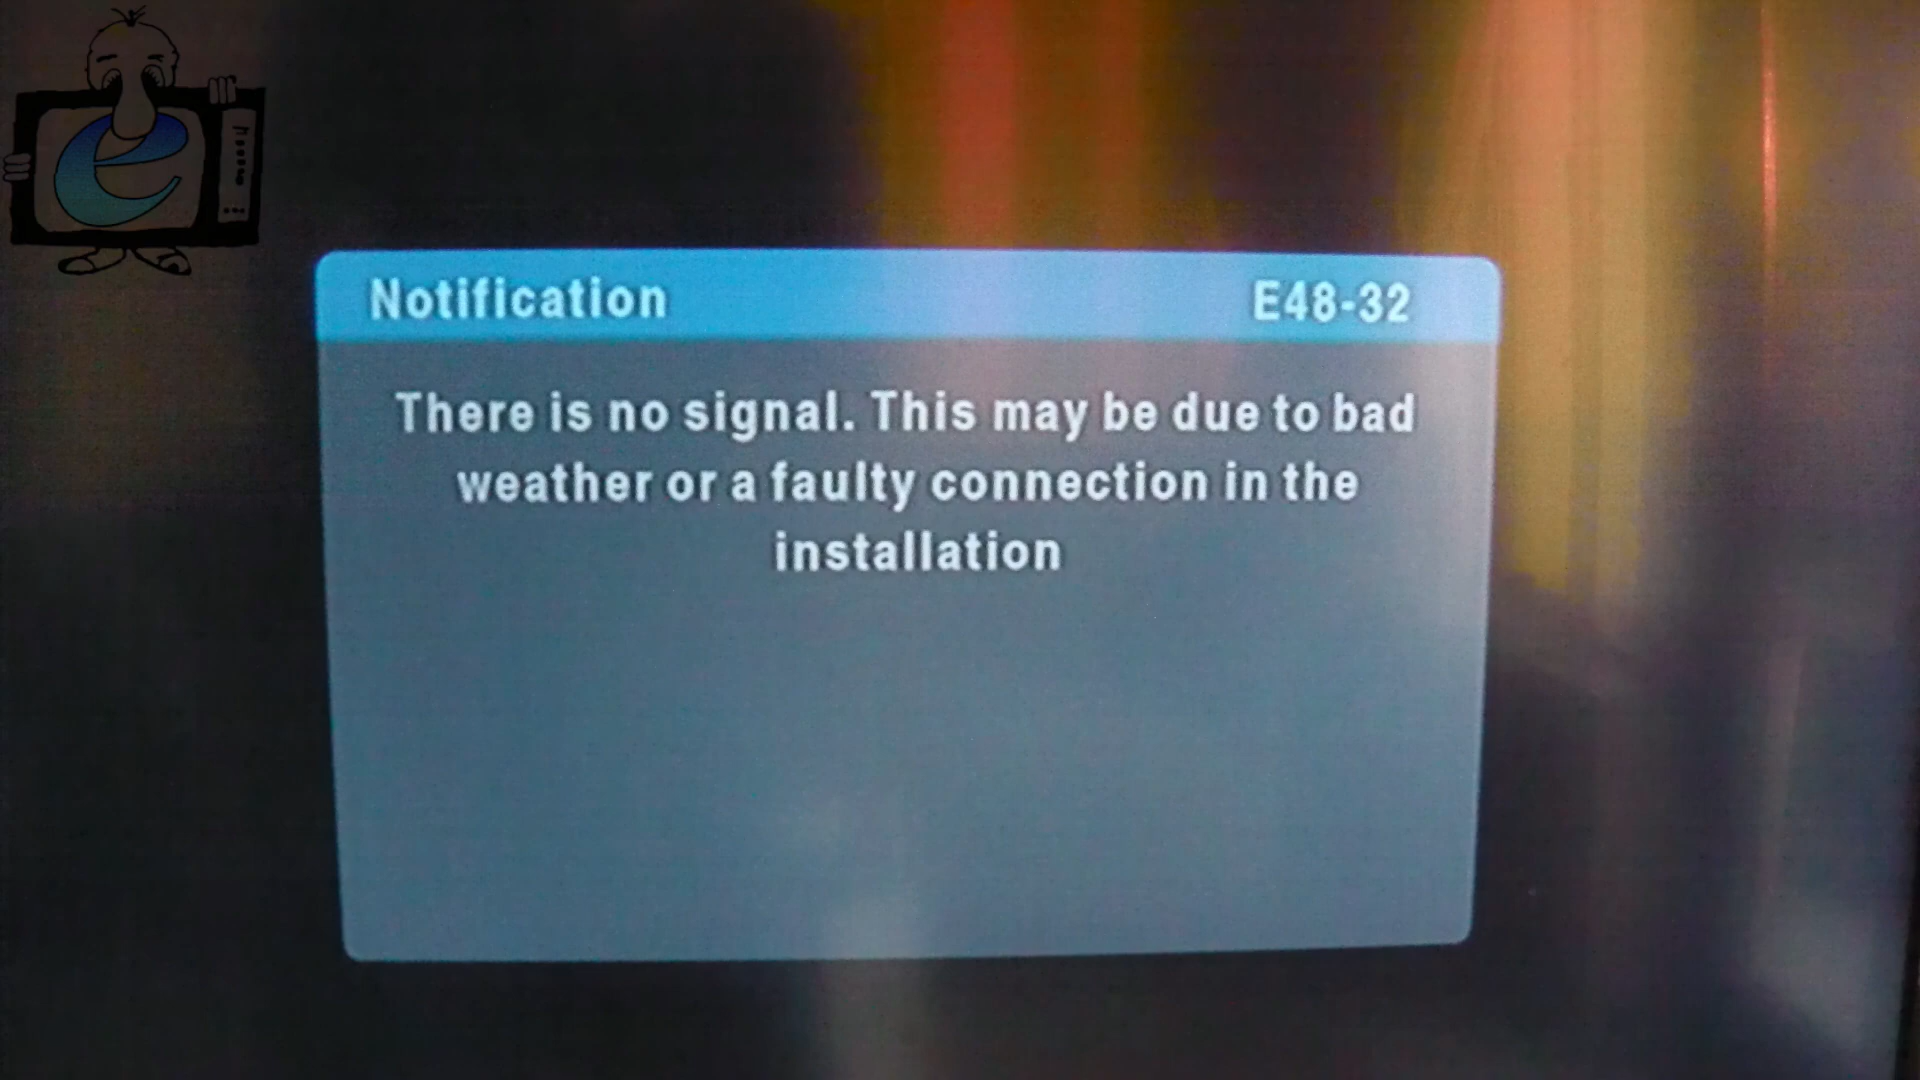 Notification E48-32
There is no signal. This may be due to bad
weather or a faulty connection in the
installation
e